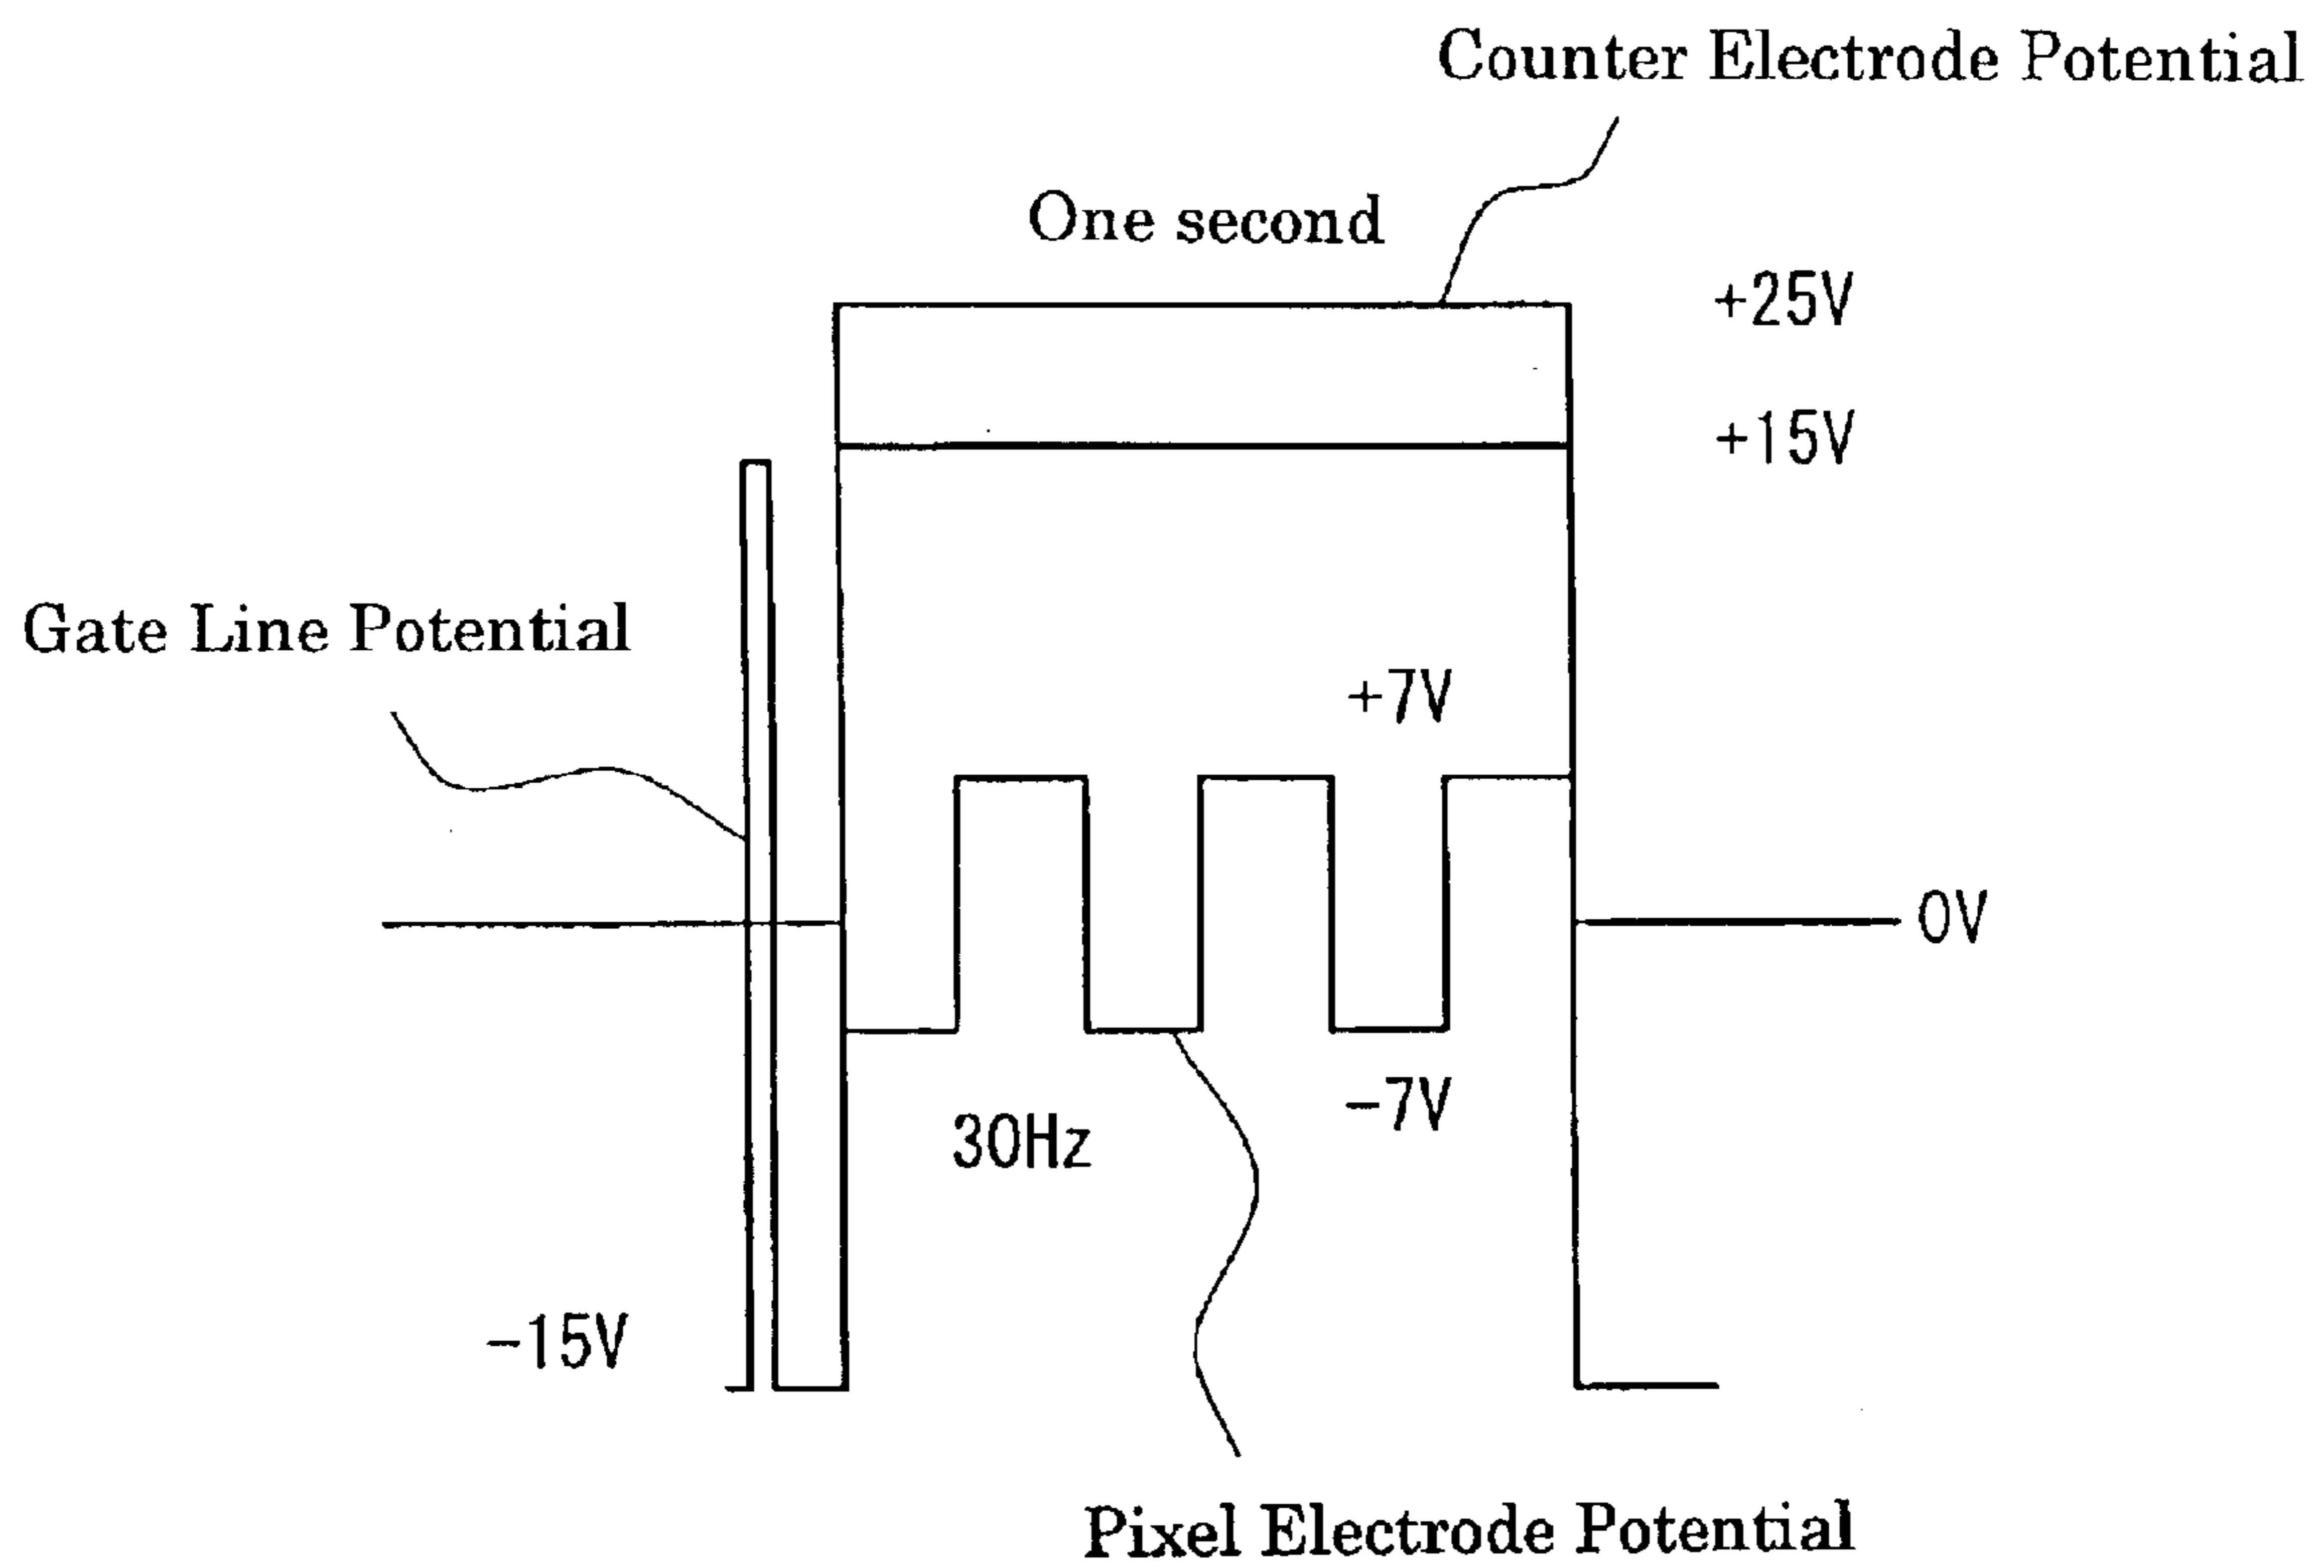 Counter Electrode Potential
One second
+25V
+15V
Gate Line Potential
+7V
0V
-7V
30Hz
-15V
Pixel Electrode Potential